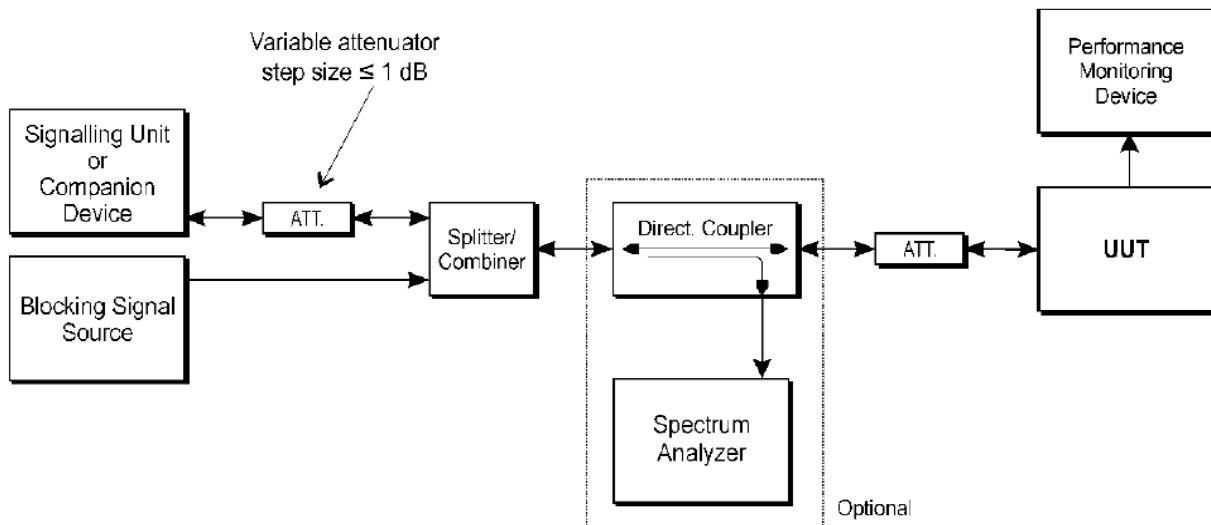 Variable attenuator
step size ≤ 1 dB
Performance
Monitoring
Device
Signalling Unit
or
Companion
Device
ATT.
Splitter/
Combiner
Direct. Coupler
ATT.
UUT
Blocking Signal
Source
Spectrum
Analyzer
Optional